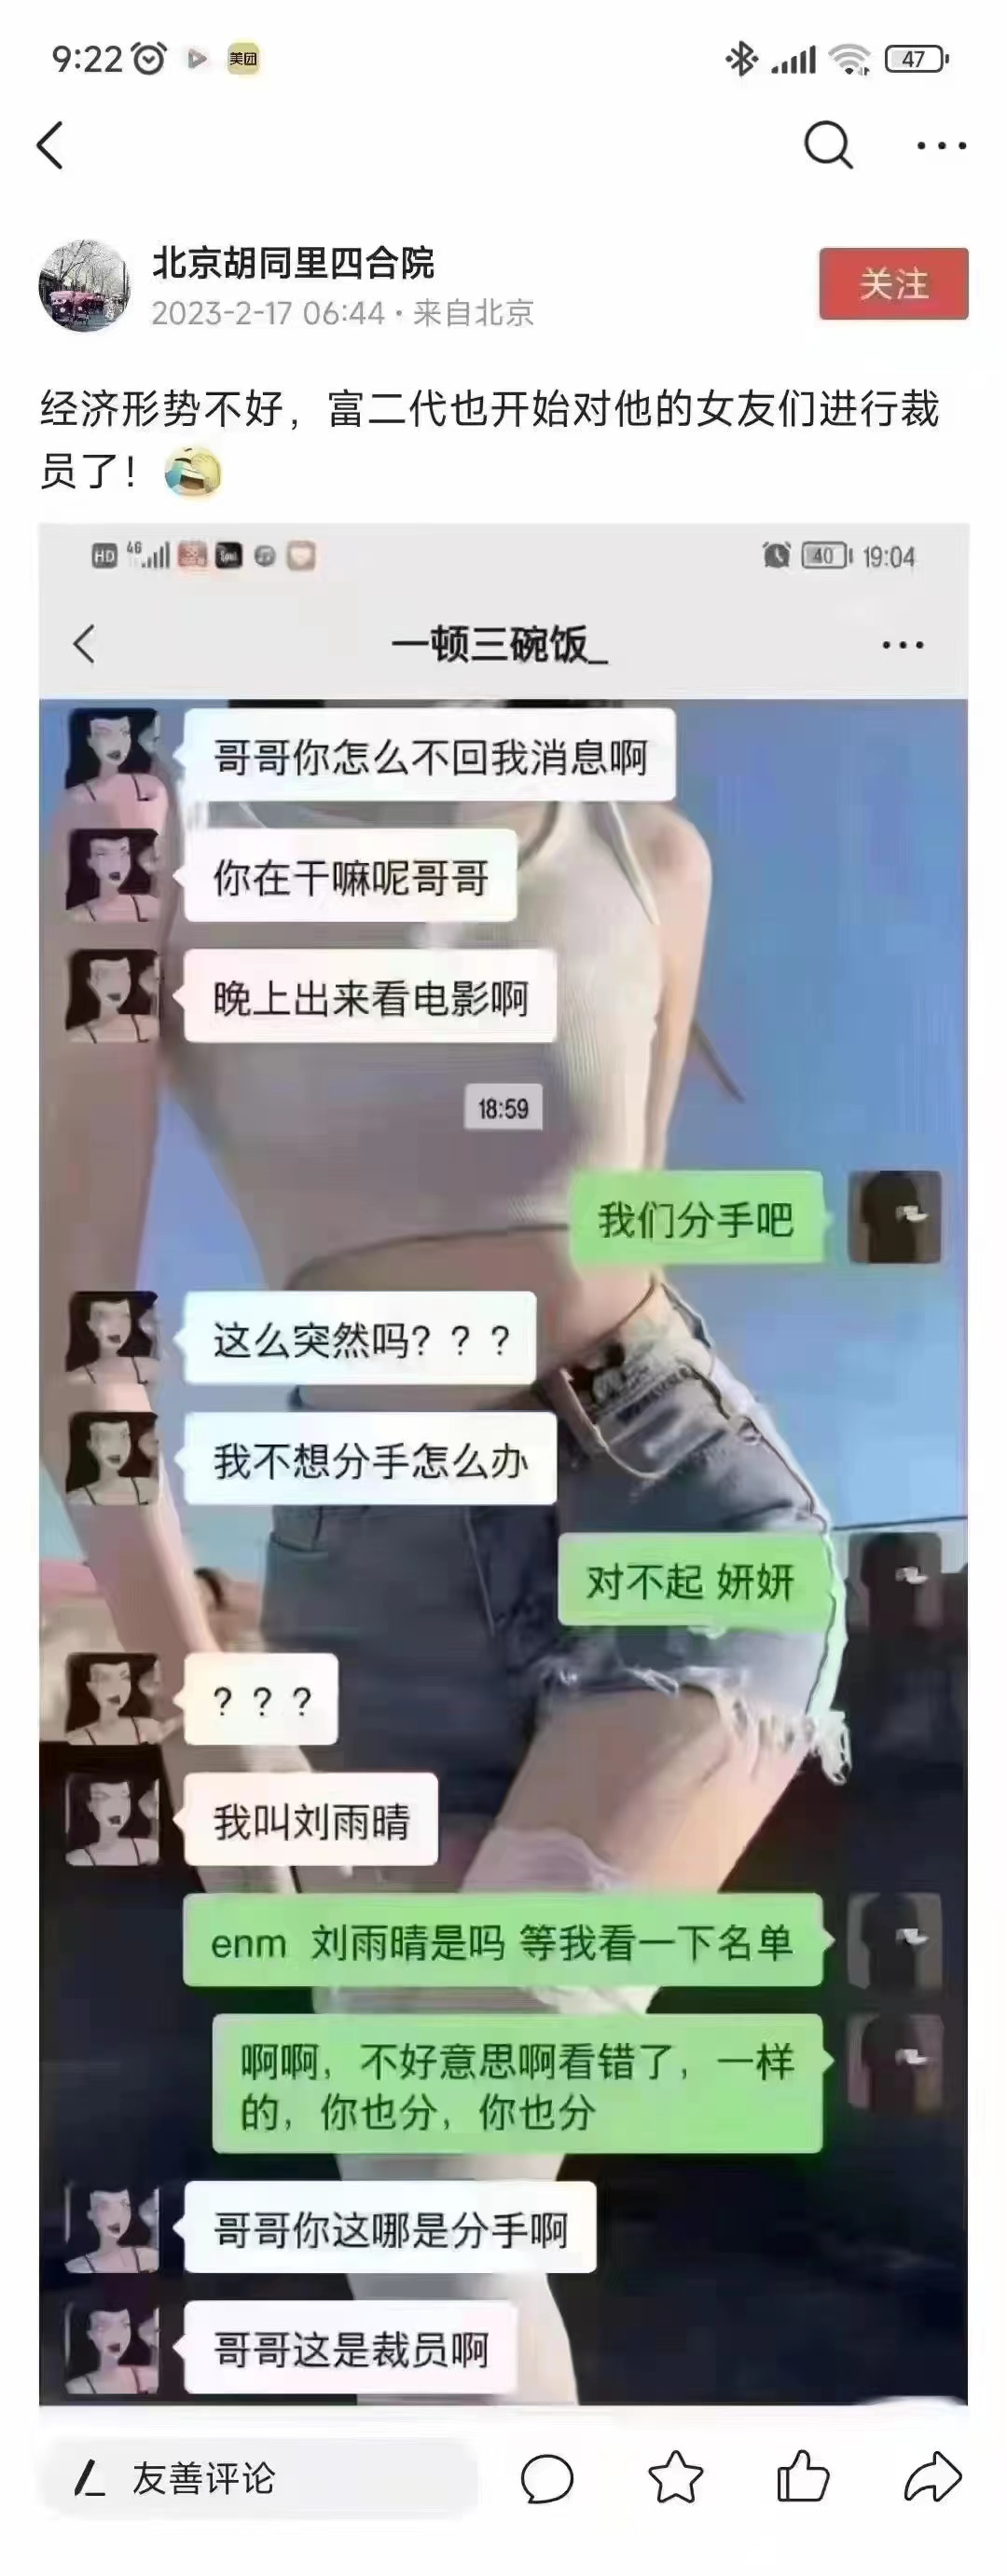 9:22 美团 47
北京胡同里四合院
2023-2-17 06:44 · 来自北京
关注
经济形势不好，富二代也开始对他的女友们进行裁
员了！
HD 4G 40 19:04
一顿三碗饭_
哥哥你怎么不回我消息啊
你在干嘛呢哥哥
晚上出来看电影啊
18:59
我们分手吧
这么突然吗？？？
我不想分手怎么办
对不起 妍妍
？？？
我叫刘雨晴
enm 刘雨晴是吗 等我看一下名单
啊啊，不好意思啊看错了，一样
的，你也分，你也分
哥哥你这哪是分手啊
哥哥这是裁员啊
友善评论